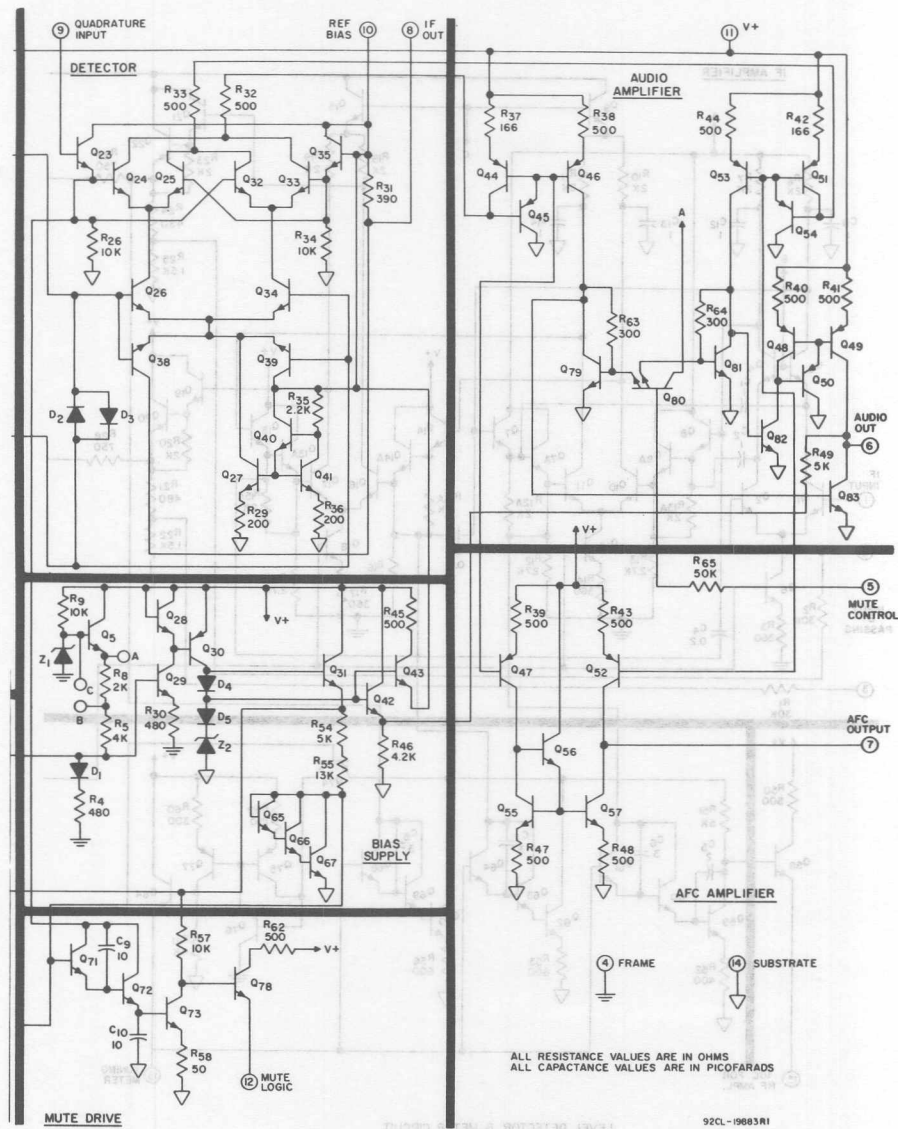 9 QUADRATURE INPUT
REF BIAS 10
8 IF OUT
11 V+
DETECTOR
R33 500
R32 500
Q23
Q24
Q25
Q32
Q33
Q35
R31 390
R26 10K
R34 10K
Q26
Q34
Q38
Q39
D2
D3
R35 2.2K
Q40
Q27
Q41
R29 200
R36 200
AUDIO AMPLIFIER
R37 166
R38 500
R44 500
R42 166
Q44
Q46
Q45
Q53
Q51
Q54
A
R40 500
R41 500
R63 300
R64 300
Q48
Q49
Q79
Q80
Q81
Q50
Q82
AUDIO OUT
6
R49 5K
Q83
V+
R65 50K
5
MUTE CONTROL
R9 10K
Q5
Z1
A
R8 2K
C
B
R5 4K
D1
R4 480
Q28
Q30
Q29
D4
R30 480
D5
Z2
V+
R45 500
Q31
Q43
Q42
R54 5K
R46 4.2K
R55 13K
Q65
Q66
Q67
BIAS SUPPLY
R39 500
R43 500
Q47
Q52
Q56
AFC OUTPUT
7
Q55
Q57
R47 500
R48 500
AFC AMPLIFIER
Q71
C9 10
Q72
C10 10
Q73
R57 10K
R58 50
R62 500
V+
Q78
12 MUTE LOGIC
MUTE DRIVE
4 FRAME
14 SUBSTRATE
ALL RESISTANCE VALUES ARE IN OHMS
ALL CAPACTANCE VALUES ARE IN PICOFARADS
92CL-19883R1